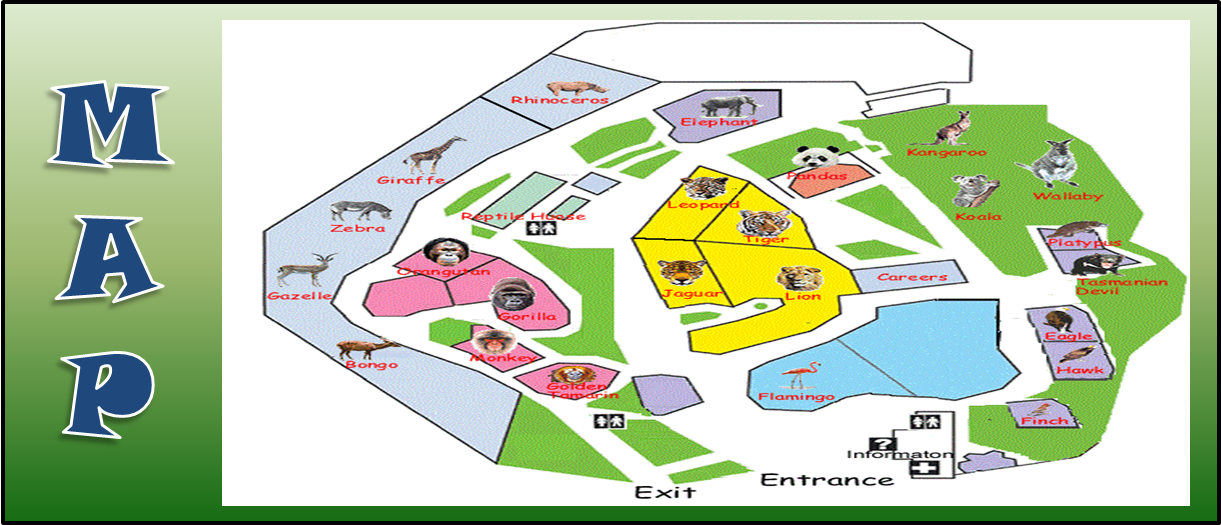 MAP
Rhinoceros
Elephant
Giraffe
Kangaroo
Pandas
Wallaby
Leopard
Koala
Reptile House
Zebra
Tiger
Platypus
Orangutan
Careers
Tasmanian
Devil
Gazelle
Jaguar
Lion
Gorilla
Eagle
Monkey
Bongo
Hawk
Golden
Tamarin
Flamingo
Finch
?
Informaton
Entrance
Exit